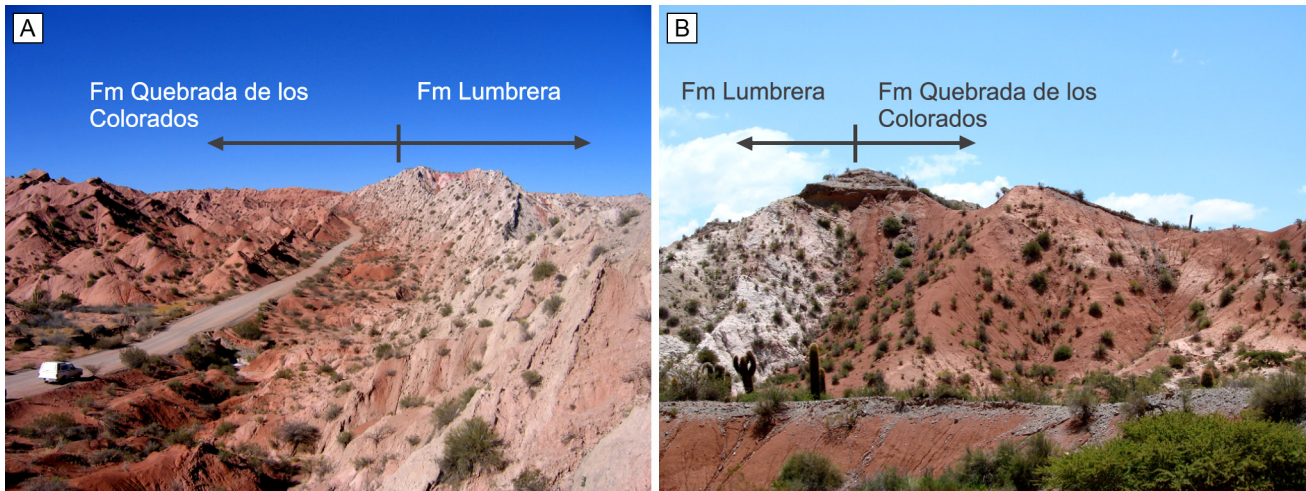 A
Fm Quebrada de los
Colorados
Fm Lumbrera
B
Fm Lumbrera
Fm Quebrada de los
Colorados